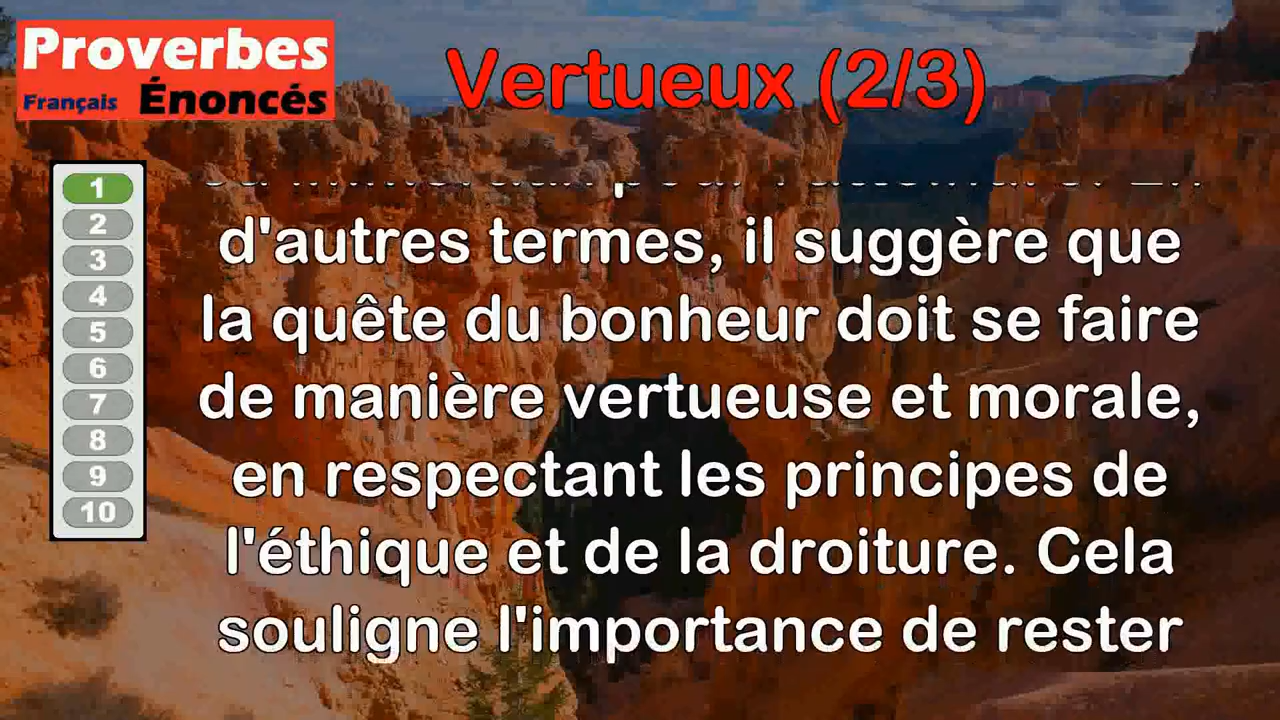 Proverbes
Français Énoncés
Vertueux (2/3)
1
2
3
4
5
6
7
8
9
10
d'autres termes, il suggère que
la quête du bonheur doit se faire
de manière vertueuse et morale,
en respectant les principes de
l'éthique et de la droiture. Cela
souligne l'importance de rester